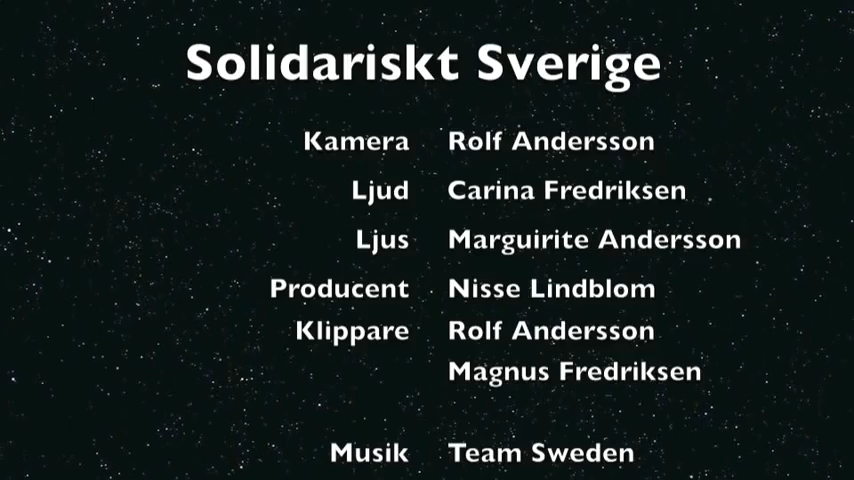 Solidariskt Sverige
Kamera Rolf Andersson
Ljud Carina Fredriksen
Ljus Marguirite Andersson
Producent Nisse Lindblom
Klippare Rolf Andersson
Magnus Fredriksen
Musik Team Sweden